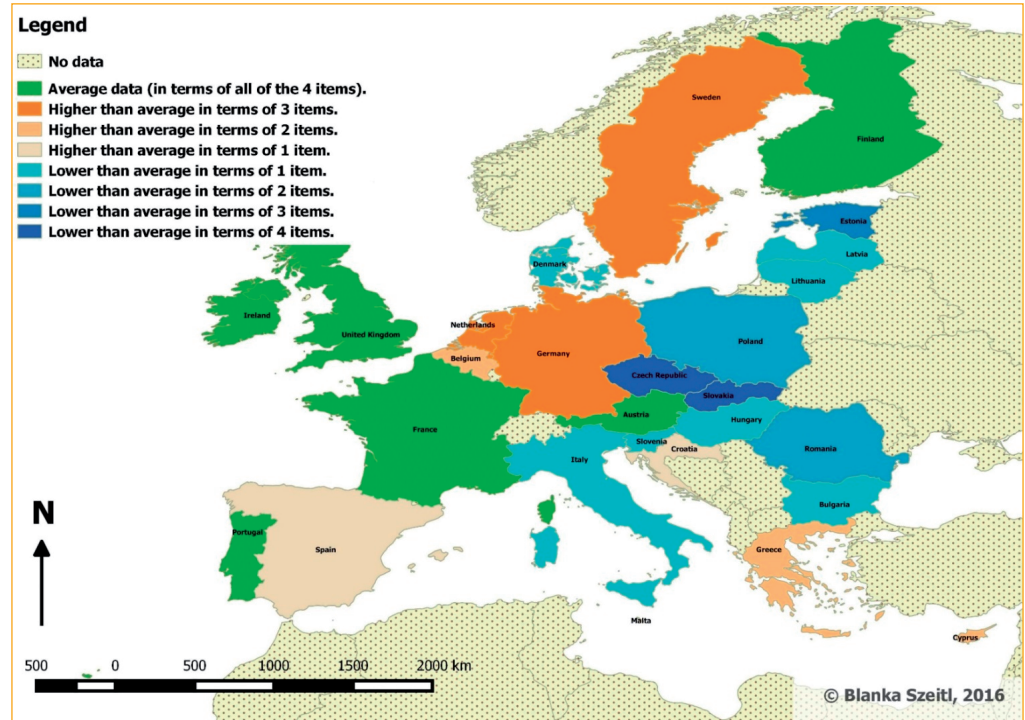 Legend
No data
Average data (in terms of all of the 4 items).
Higher than average in terms of 3 items.
Higher than average in terms of 2 items.
Higher than average in terms of 1 item.
Lower than average in terms of 1 item.
Lower than average in terms of 2 items.
Lower than average in terms of 3 items.
Lower than average in terms of 4 items.
Sweden
Finland
Estonia
Latvia
Lithuania
Denmark
Ireland
United Kingdom
Netherlands
Belgium
Germany
Poland
Czech Republic
Slovakia
Austria
Hungary
France
Slovenia
Croatia
Italy
Romania
Bulgaria
Portugal
Spain
Greece
Malta
Cyprus
N
500 0 500 1000 1500 2000 km
© Blanka Szeitl, 2016